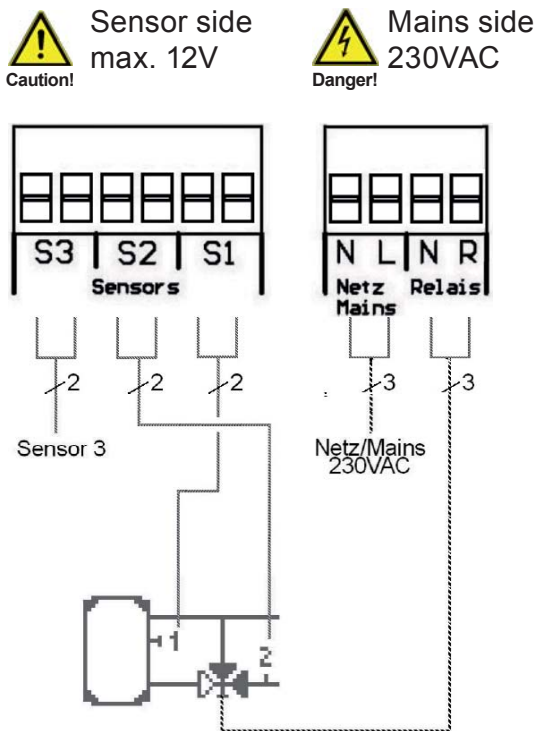 Sensor side
max. 12V
Caution!
Mains side
230VAC
Danger!
S3 S2 S1
Sensors
N L N R
Netz Relais
Mains
2 2 2 3 3
Sensor 3
Netz/Mains
230VAC
1
2